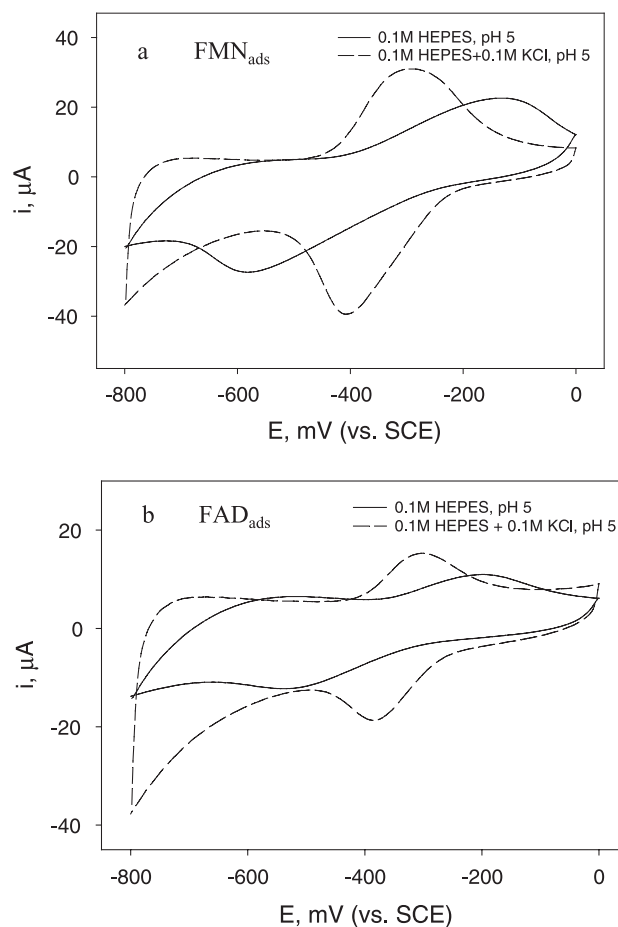 a FMNads
0.1M HEPES, pH 5
0.1M HEPES+0.1M KCl, pH 5
40
20
0
-20
-40
i, µA
-800 -600 -400 -200 0
E, mV (vs. SCE)
b FADads
0.1M HEPES, pH 5
0.1M HEPES + 0.1M KCl, pH 5
20
0
-20
-40
i, µA
-800 -600 -400 -200 0
E, mV (vs. SCE)